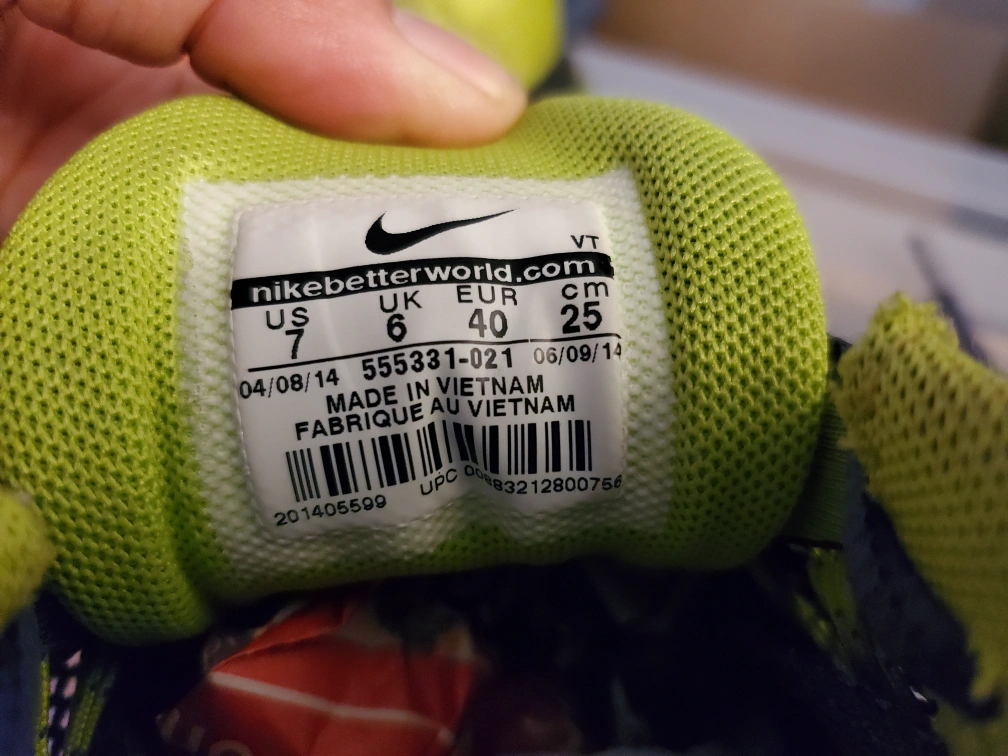 VT
nikebetterworld.com
US UK EUR cm
7 6 40 25
04/08/14 555331-021 06/09/14
MADE IN VIETNAM
FABRIQUE AU VIETNAM
201405599 UPC 00883212800756